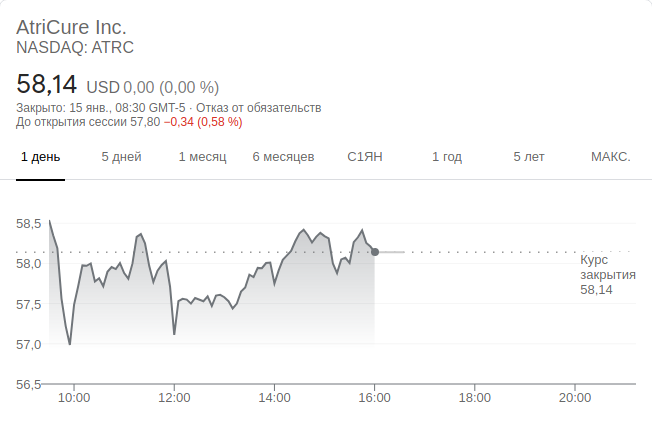 AtriCure Inc.
NASDAQ: ATRC
58,14 USD 0,00 (0,00 %)
Закрыто: 15 янв., 08:30 GMT-5 · Отказ от обязательств
До открытия сессии 57,80 −0,34 (0,58 %)
1 день 5 дней 1 месяц 6 месяцев С1ЯН 1 год 5 лет МАКС.
58,5
58,0
57,5
57,0
56,5
Курс
закрытия
58,14
10:00 12:00 14:00 16:00 18:00 20:00